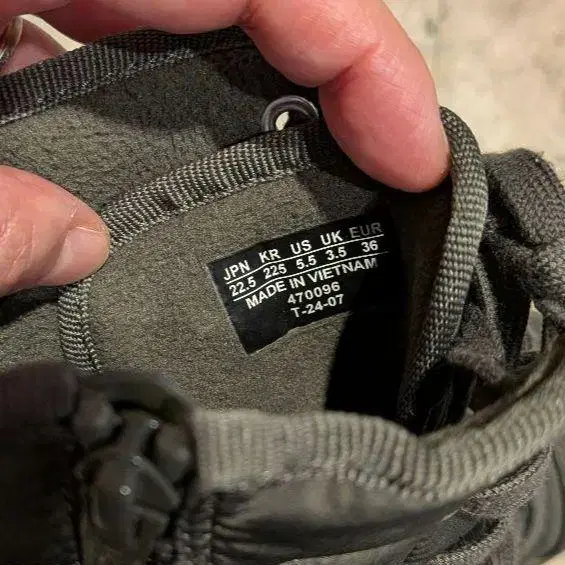 JPN KR US UK EUR
22.5 225 5.5 3.5 36
MADE IN VIETNAM
470096
T-24-07